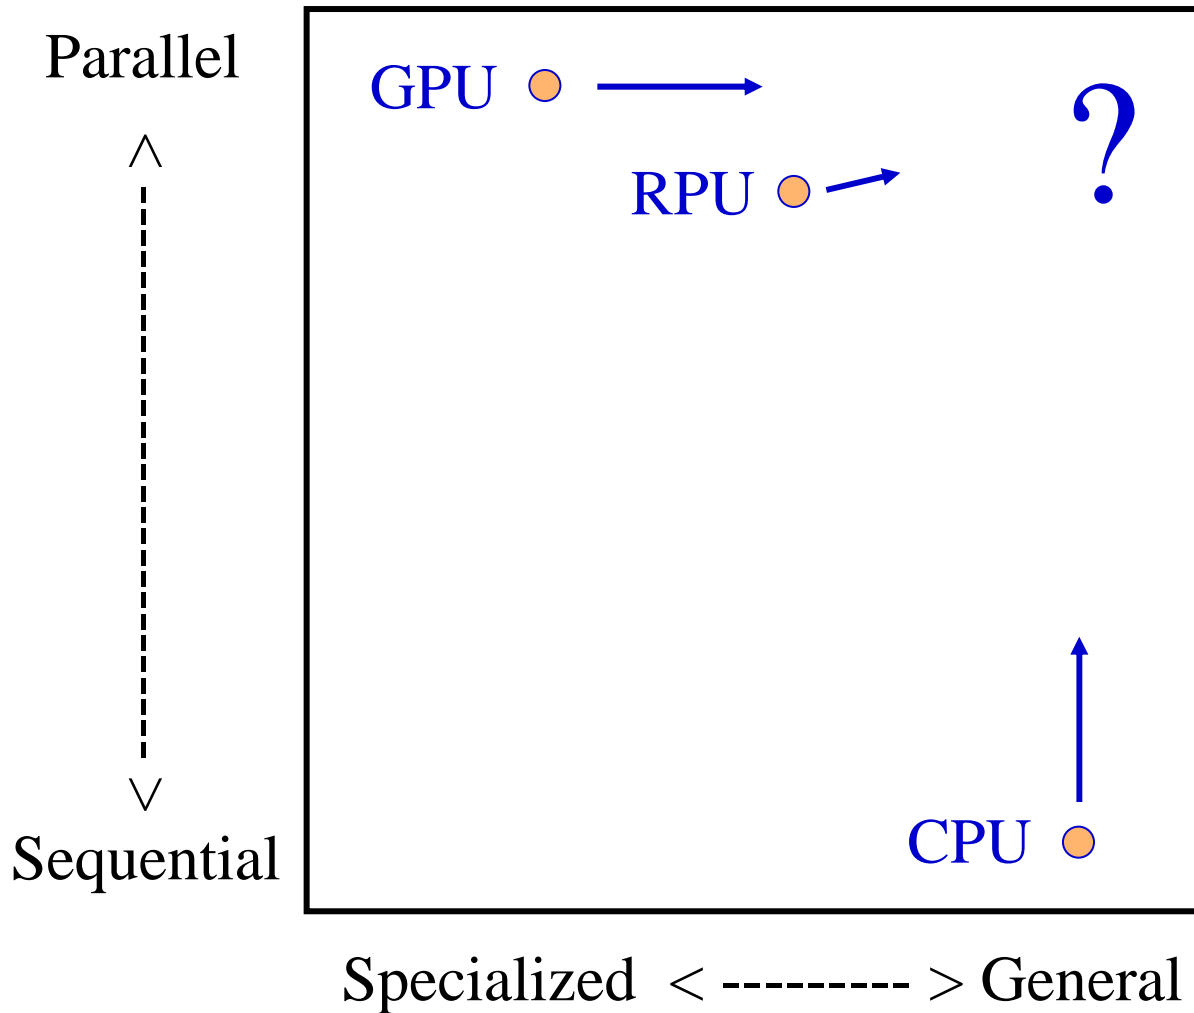 Parallel
GPU
?
RPU
CPU
Sequential
Specialized < --------- > General